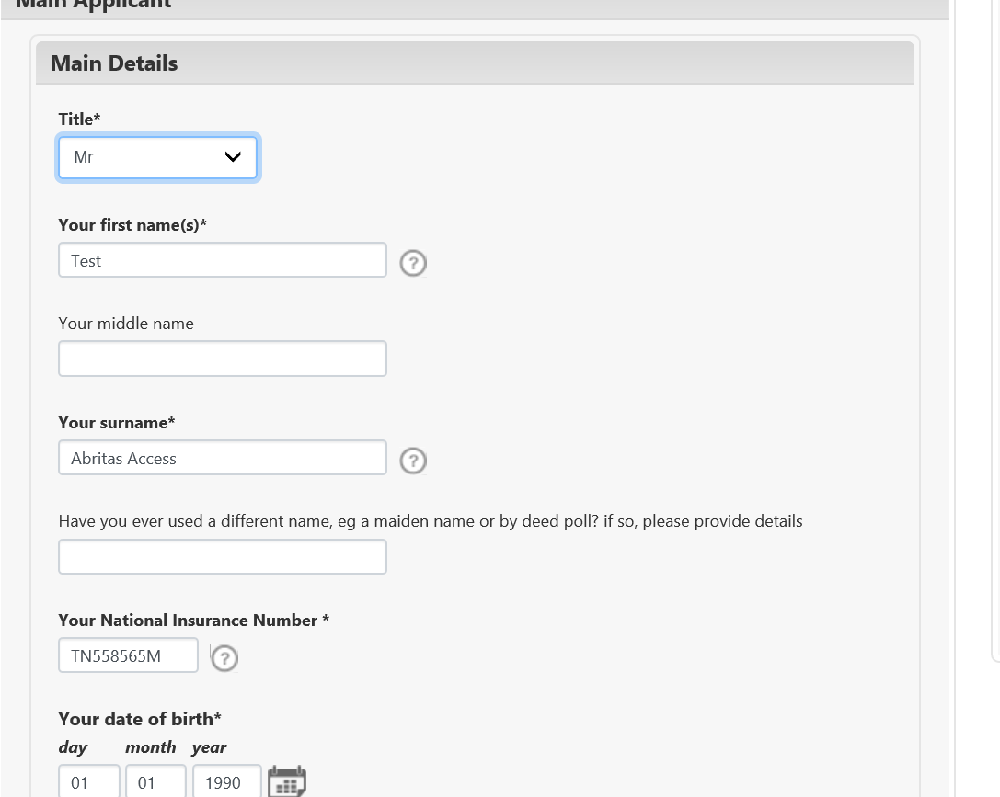 Main Applicant
Main Details
Title*
Mr
Your first name(s)*
Test
?
Your middle name
Your surname*
Abritas Access
?
Have you ever used a different name, eg a maiden name or by deed poll? if so, please provide details
Your National Insurance Number *
TN558565M
?
Your date of birth*
day month year
01 01 1990